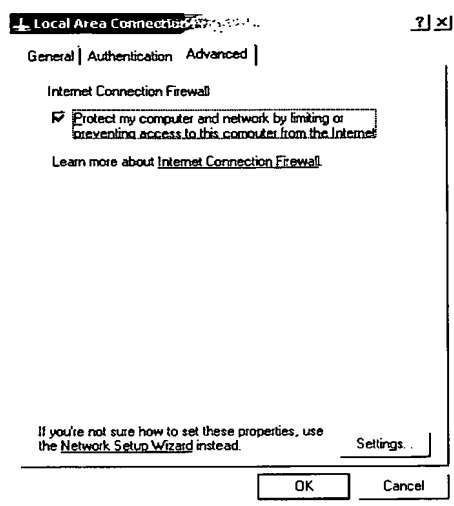 Local Area Connection
? ×
General Authentication Advanced
Internet Connection Firewall
Protect my computer and network by limiting or
preventing access to this computer from the Internet
Learn more about Internet Connection Firewall.
If you're not sure how to set these properties, use
the Network Setup Wizard instead.
Settings...
OK Cancel